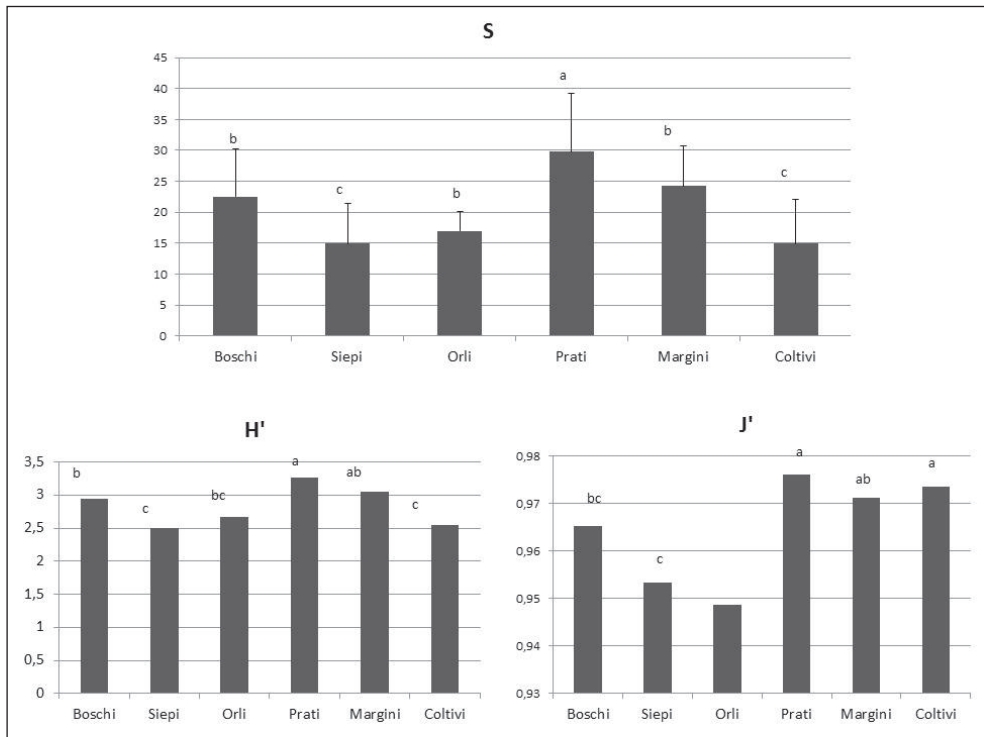 S
45
40
35
30
25
20
15
10
5
0
b
c
b
a
b
c
Boschi Siepi Orli Prati Margini Coltivi
H'
3,5
3
2,5
2
1,5
1
0,5
0
b
c
bc
a
ab
c
Boschi Siepi Orli Prati Margini Coltivi
J'
0,98
0,97
0,96
0,95
0,94
0,93
bc
c
a
ab
a
Boschi Siepi Orli Prati Margini Coltivi